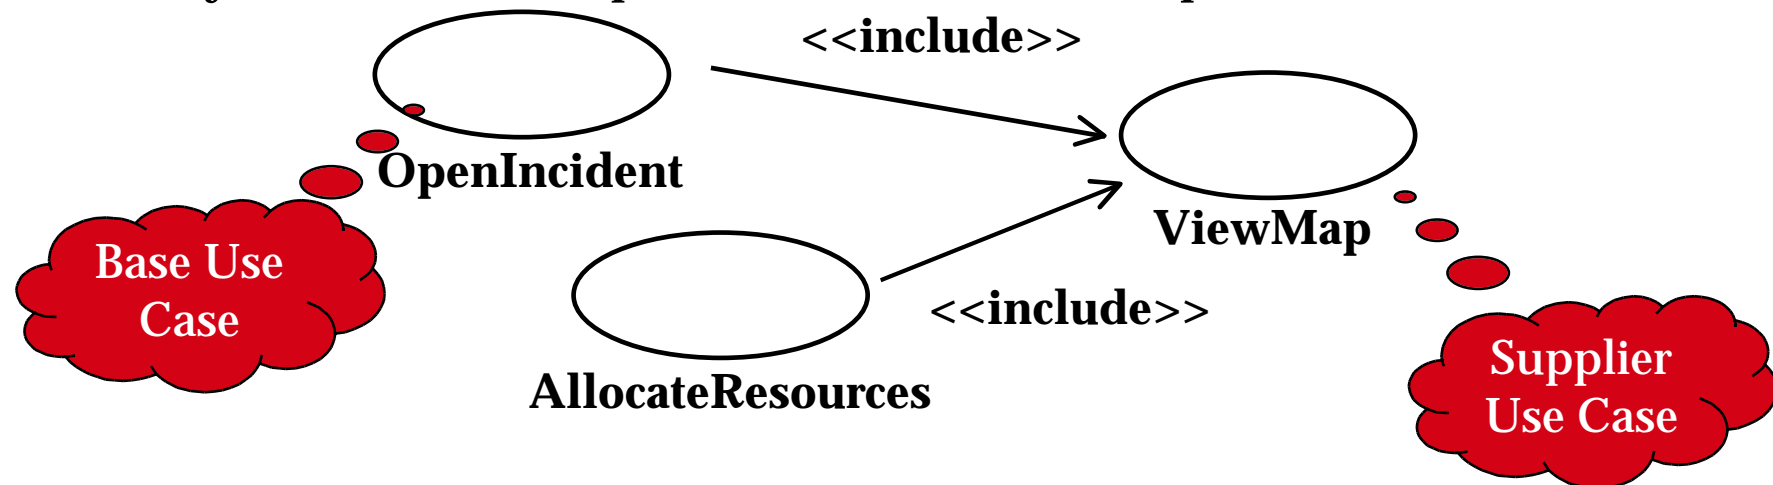 <<include>>
OpenIncident
ViewMap
Base Use
Case
<<include>>
AllocateResources
Supplier
Use Case